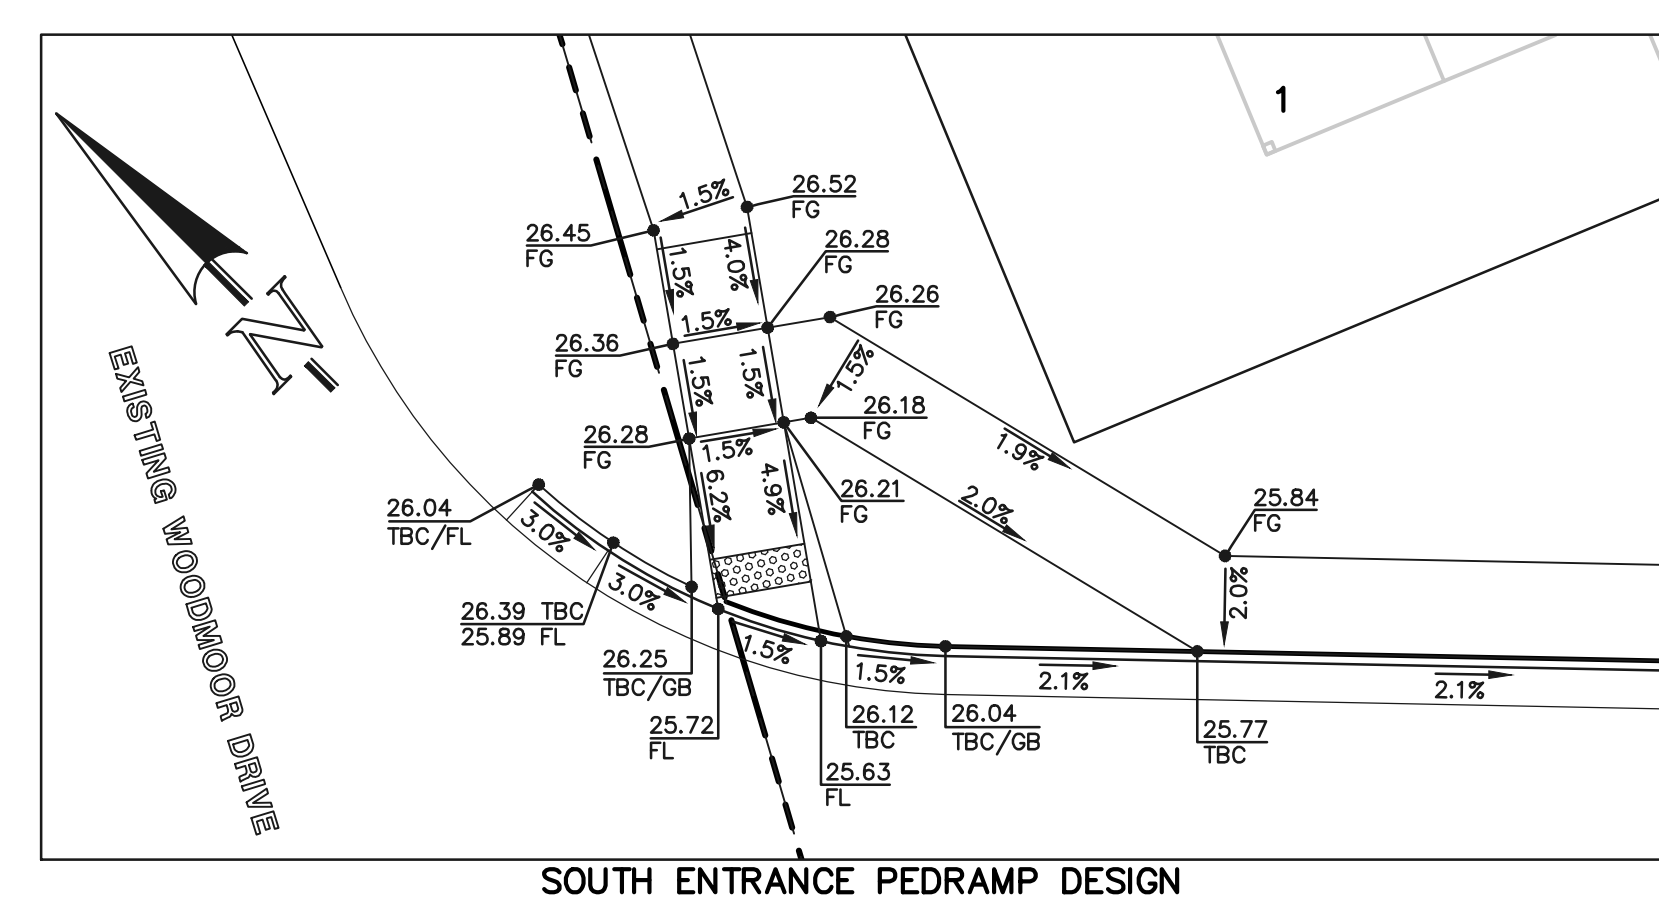 1
1.5%
26.52
FG
26.45
FG
1.5%
4.0%
26.28
FG
26.26
FG
1.5%
26.36
FG
1.5%
1.5%
1.5%
26.18
FG
26.28
FG
1.5%
1.9%
6.2%
4.9%
26.21
FG
2.0%
25.84
FG
26.04
TBC/FL
3.0%
3.0%
2.0%
26.39 TBC
25.89 FL
26.25
TBC/GB
1.5%
1.5%
2.1%
2.1%
25.72
FL
26.12
TBC
26.04
TBC/GB
25.77
TBC
25.63
FL
N
EXISTING WOODMOOR DRIVE
SOUTH ENTRANCE PEDRAMP DESIGN